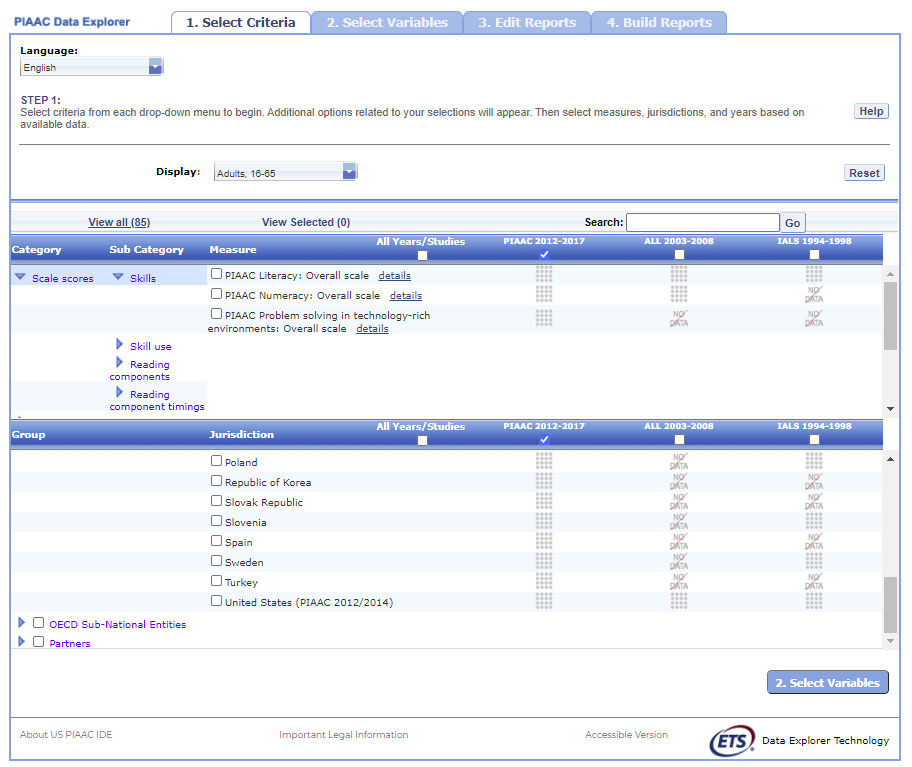 PIAAC Data Explorer
1. Select Criteria
2. Select Variables
3. Edit Reports
4. Build Reports
Language:
English
STEP 1:
Select criteria from each drop-down menu to begin. Additional options related to your selections will appear. Then select measures, jurisdictions, and years based on
available data.
Help
Display:
Adults, 16-65
Reset
View all (85)
View Selected (0)
Search:
Go
Category
Sub Category
Measure
All Years/Studies
PIAAC 2012-2017
ALL 2003-2008
IALS 1994-1998
Scale scores
Skills
PIAAC Literacy: Overall scale details
PIAAC Numeracy: Overall scale details
NO DATA
PIAAC Problem solving in technology-rich
environments: Overall scale details
NO DATA
NO DATA
Skill use
Reading
components
Reading
component timings
Group
Jurisdiction
All Years/Studies
PIAAC 2012-2017
ALL 2003-2008
IALS 1994-1998
Poland
NO DATA
Republic of Korea
NO DATA
NO DATA
Slovak Republic
NO DATA
NO DATA
Slovenia
NO DATA
Spain
NO DATA
NO DATA
Sweden
NO DATA
Turkey
NO DATA
NO DATA
United States (PIAAC 2012/2014)
OECD Sub-National Entities
Partners
2. Select Variables
About US PIAAC IDE
Important Legal Information
Accessible Version
ETS
Data Explorer Technology